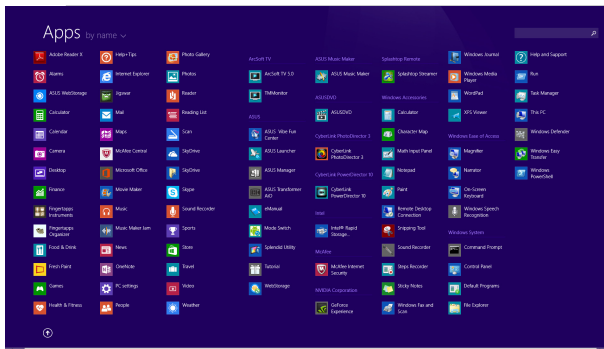 Apps by name
Adobe Reader X
Alarms
ASUS WebStorage
Calculator
Calendar
Camera
Desktop
Finance
Fingertapps
Instruments
Fingertapps
Organizer
Food & Drink
Fresh Paint
Games
Health & Fitness
Help+Tips
Internet Explorer
Jigswar
Mail
Maps
McAfee Central
Microsoft Office
Movie Maker
Music
Music Maker Jam
News
OneNote
PC settings
People
Photo Gallery
Photos
Reader
Reading List
Scan
SkyDrive
SkyDrive
Skype
Sound Recorder
Sports
Store
Travel
Video
Weather
ArcSoft TV
ArcSoft TV 5.0
TMMonitor
ASUS
ASUS Vibe Fun
Center
ASUS Launcher
ASUS Manager
ASUS Transformer
AiO
eManual
Mode Switch
Splendid Utility
Tutorial
WebStorage
ASUS Music Maker
ASUS Music Maker
ASUSDVD
ASUSDVD
CyberLink PhotoDirector 3
CyberLink
PhotoDirector 3
CyberLink PowerDirector 10
CyberLink
PowerDirector 10
Intel
Intel® Rapid
Storage...
McAfee
McAfee Internet
Security
NVIDIA Corporation
GeForce
Experience
Splashtop Remote
Splashtop Streamer
Windows Accessories
Calculator
Character Map
Math Input Panel
Notepad
Paint
Remote Desktop
Connection
Snipping Tool
Sound Recorder
Steps Recorder
Sticky Notes
Windows Fax and
Scan
Windows Journal
Windows Media
Player
WordPad
XPS Viewer
Windows Ease of Access
Magnifier
Narrator
On-Screen
Keyboard
Windows Speech
Recognition
Windows System
Command Prompt
Control Panel
Default Programs
File Explorer
Help and Support
Run
Task Manager
This PC
Windows Defender
Windows Easy
Transfer
Windows
PowerShell